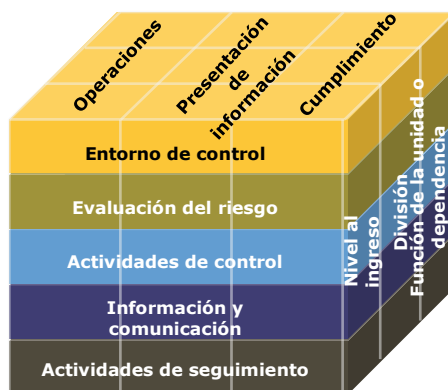 Operaciones
Presentación
de
información
Cumplimiento
Entorno de control
Evaluación del riesgo
Actividades de control
Información y
comunicación
Actividades de seguimiento
Nivel al
ingreso
División
Función de la unidad o
dependencia